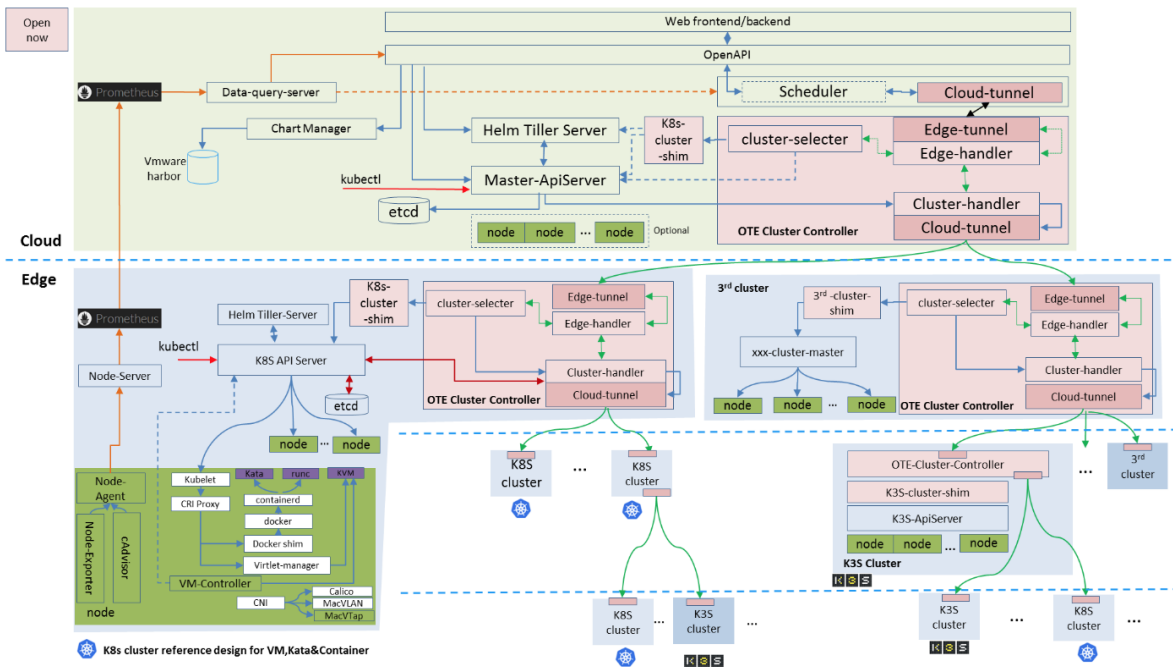 Open
now
Web frontend/backend
OpenAPI
Prometheus
Data-query-server
Scheduler
Cloud-tunnel
Chart Manager
Helm Tiller Server
K8s-
cluster
-shim
cluster-selecter
Edge-tunnel
Edge-handler
Vmware
harbor
kubectl
Master-ApiServer
etcd
Cluster-handler
Cloud-tunnel
node
node
...
node
Optional
OTE Cluster Controller
Cloud
Edge
Prometheus
Helm Tiller-Server
K8s-
cluster
-shim
cluster-selecter
Edge-tunnel
Edge-handler
kubectl
K8S API Server
Node-Server
Cluster-handler
Cloud-tunnel
etcd
OTE Cluster Controller
node
...
node
3rd cluster
3rd -cluster-
shim
cluster-selecter
Edge-tunnel
Edge-handler
xxx-cluster-master
Cluster-handler
Cloud-tunnel
node
node
...
node
OTE Cluster Controller
Node-
Agent
Node-Exporter
cAdvisor
node
Kubelet
CRI Proxy
Kata
runc
KVM
containerd
docker
Docker shim
Virtlet-manager
VM-Controller
CNI
Calico
MacVLAN
MacVTap
K8S
cluster
...
K8S
cluster
OTE-Cluster-Controller
K3S-cluster-shim
K3S-ApiServer
node
node
...
node
K3S Cluster
K3S
...
3rd
cluster
K8S
cluster
...
K3S
cluster
...
K3S
K3S
cluster
K3S
...
K8S
cluster
...
K8s cluster reference design for VM,Kata&Container